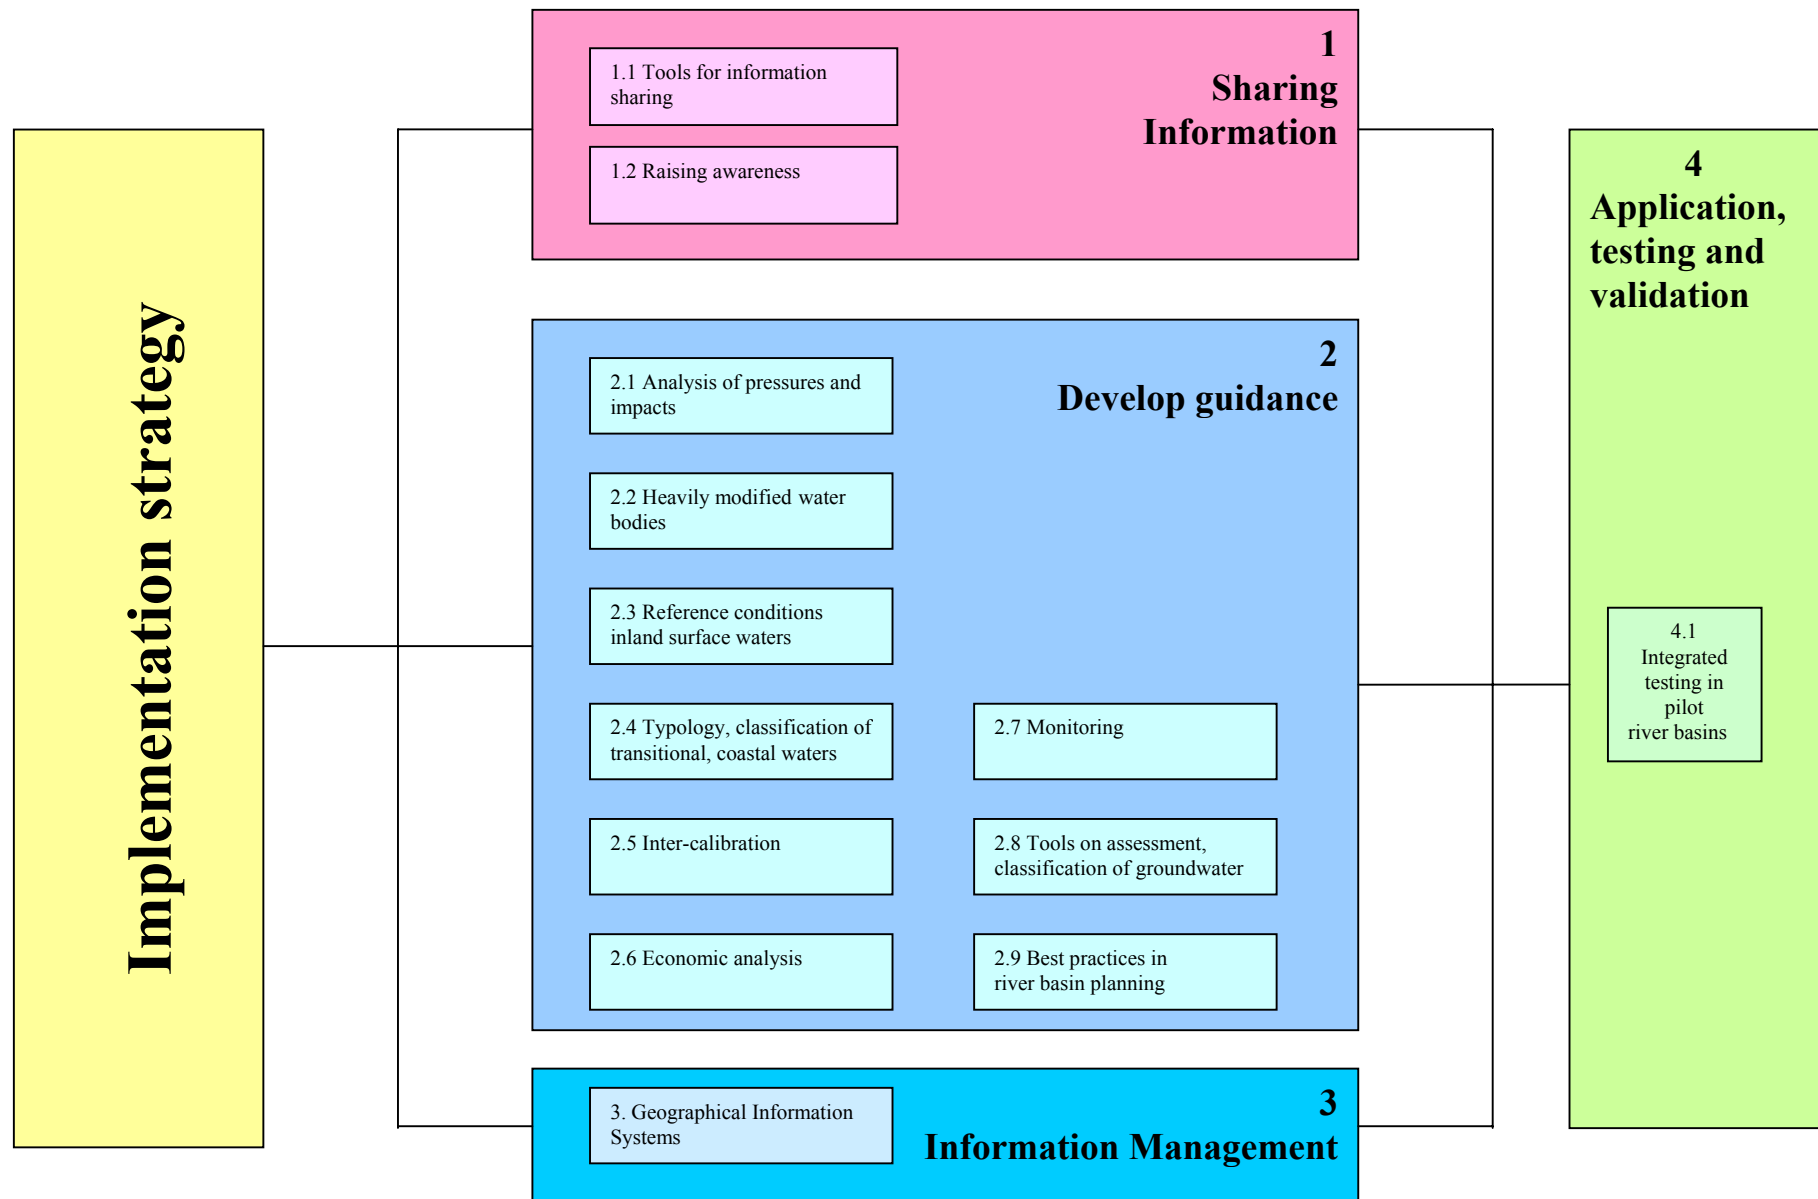 Implementation strategy
1
Sharing
Information
1.1 Tools for information
sharing
1.2 Raising awareness
2
Develop guidance
2.1 Analysis of pressures and
impacts
2.2 Heavily modified water
bodies
2.3 Reference conditions
inland surface waters
2.4 Typology, classification of
transitional, coastal waters
2.5 Inter-calibration
2.6 Economic analysis
2.7 Monitoring
2.8 Tools on assessment,
classification of groundwater
2.9 Best practices in
river basin planning
3
Information Management
3. Geographical Information
Systems
4
Application,
testing and
validation
4.1
Integrated
testing in
pilot
river basins